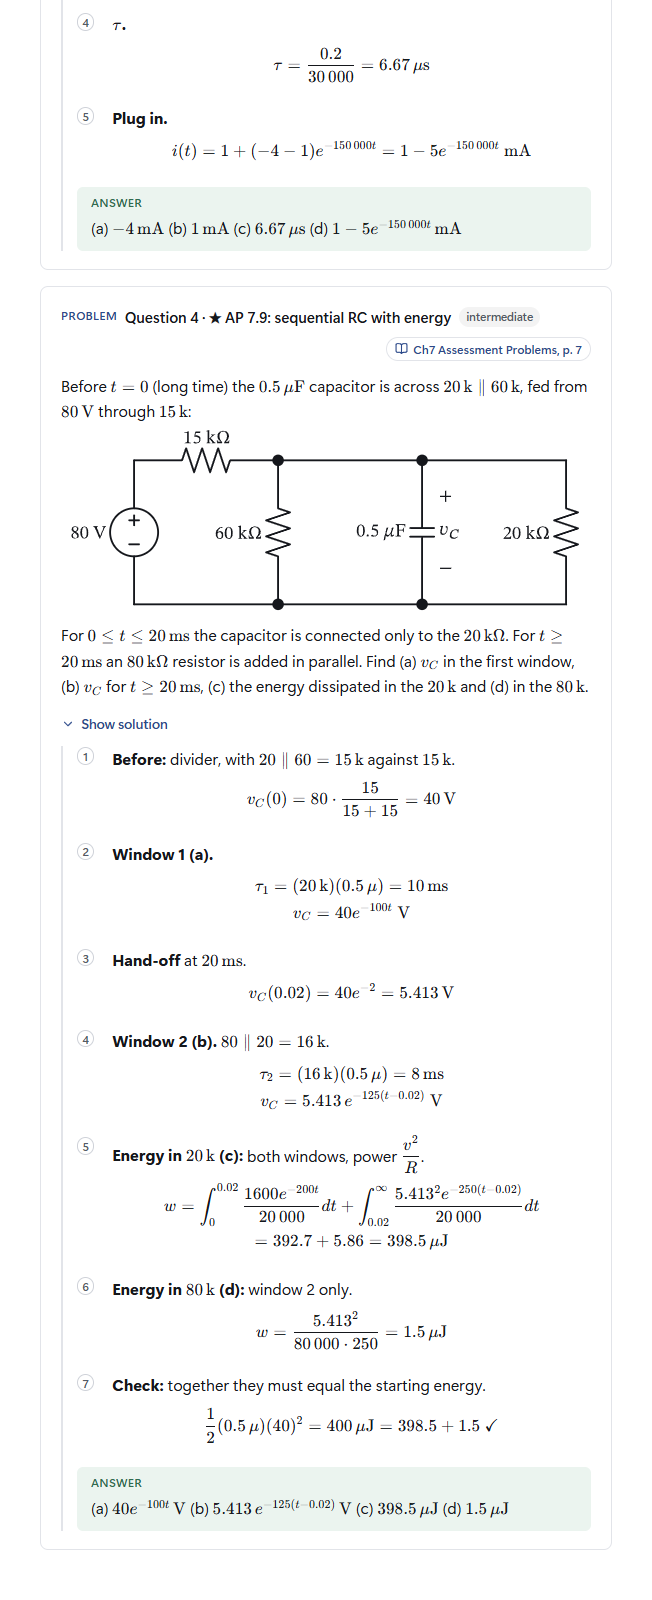 4 τ.
τ = 0.2 / 30 000 = 6.67 μs
5 Plug in.
i(t) = 1 + (−4 − 1)e^−150 000t = 1 − 5e^−150 000t mA
ANSWER
(a) −4 mA (b) 1 mA (c) 6.67 μs (d) 1 − 5e^−150 000t mA
PROBLEM Question 4 · ★ AP 7.9: sequential RC with energy intermediate
Ch7 Assessment Problems, p. 7
Before t = 0 (long time) the 0.5 μF capacitor is across 20 k ∥ 60 k, fed from
80 V through 15 k:
15 kΩ
80 V + − 60 kΩ 0.5 μF + v_C − 20 kΩ
For 0 ≤ t ≤ 20 ms the capacitor is connected only to the 20 kΩ. For t ≥
20 ms an 80 kΩ resistor is added in parallel. Find (a) v_C in the first window,
(b) v_C for t ≥ 20 ms, (c) the energy dissipated in the 20 k and (d) in the 80 k.
Show solution
1 Before: divider, with 20 ∥ 60 = 15 k against 15 k.
v_C(0) = 80 · 15 / (15 + 15) = 40 V
2 Window 1 (a).
τ₁ = (20 k)(0.5 μ) = 10 ms
v_C = 40e^−100t V
3 Hand-off at 20 ms.
v_C(0.02) = 40e^−2 = 5.413 V
4 Window 2 (b). 80 ∥ 20 = 16 k.
τ₂ = (16 k)(0.5 μ) = 8 ms
v_C = 5.413 e^−125(t−0.02) V
5 Energy in 20 k (c): both windows, power v² / R.
w = ∫₀^0.02 1600e^−200t / 20 000 dt + ∫_0.02^∞ 5.413²e^−250(t−0.02) / 20 000 dt
= 392.7 + 5.86 = 398.5 μJ
6 Energy in 80 k (d): window 2 only.
w = 5.413² / (80 000 · 250) = 1.5 μJ
7 Check: together they must equal the starting energy.
1/2 (0.5 μ)(40)² = 400 μJ = 398.5 + 1.5 ✓
ANSWER
(a) 40e^−100t V (b) 5.413 e^−125(t−0.02) V (c) 398.5 μJ (d) 1.5 μJ